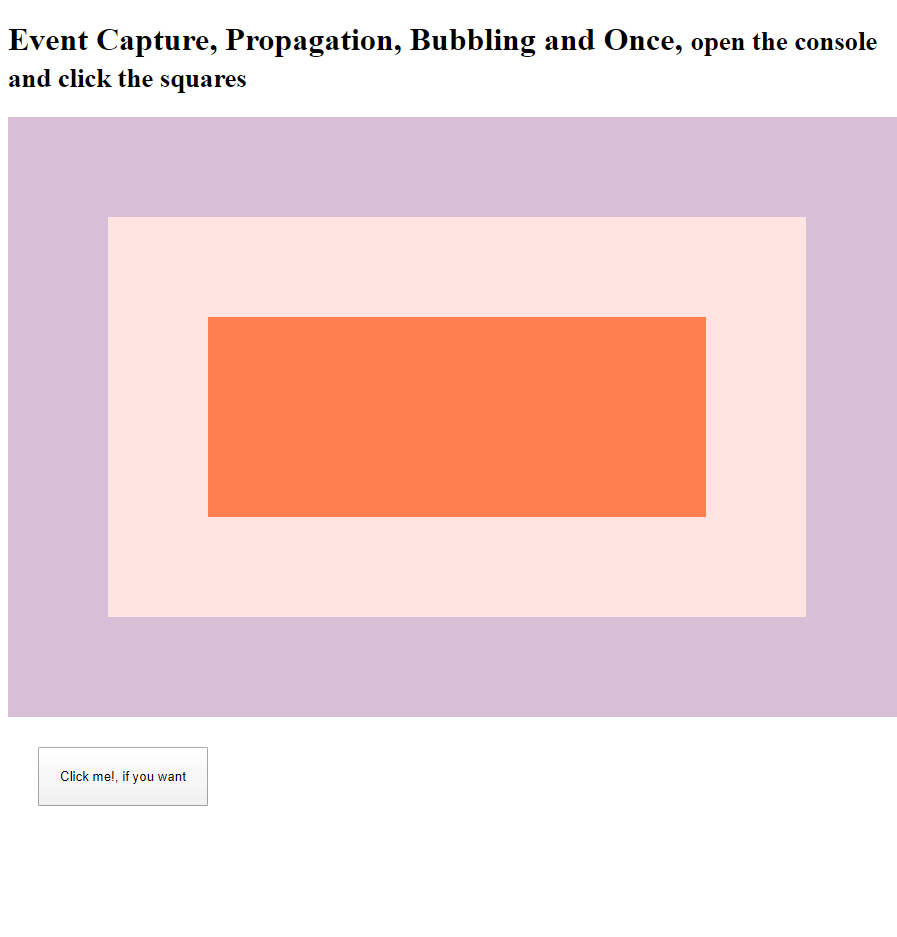 Event Capture, Propagation, Bubbling and Once, open the console
and click the squares
Click me!, if you want